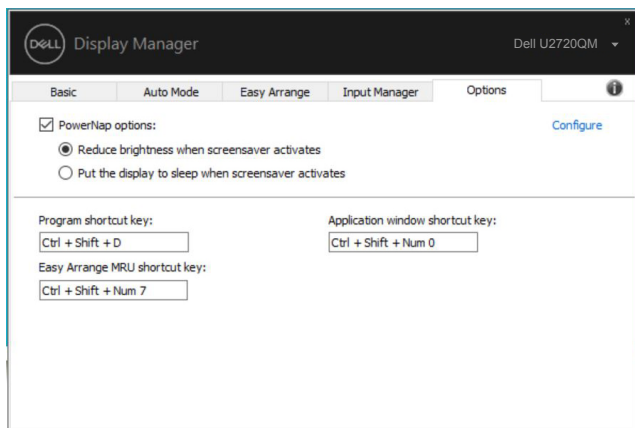 x
DELL Display Manager
Dell U2720QM
Basic Auto Mode Easy Arrange Input Manager Options
PowerNap options:
Configure
Reduce brightness when screensaver activates
Put the display to sleep when screensaver activates
Program shortcut key:
Application window shortcut key:
Ctrl + Shift + D
Ctrl + Shift + Num 0
Easy Arrange MRU shortcut key:
Ctrl + Shift + Num 7